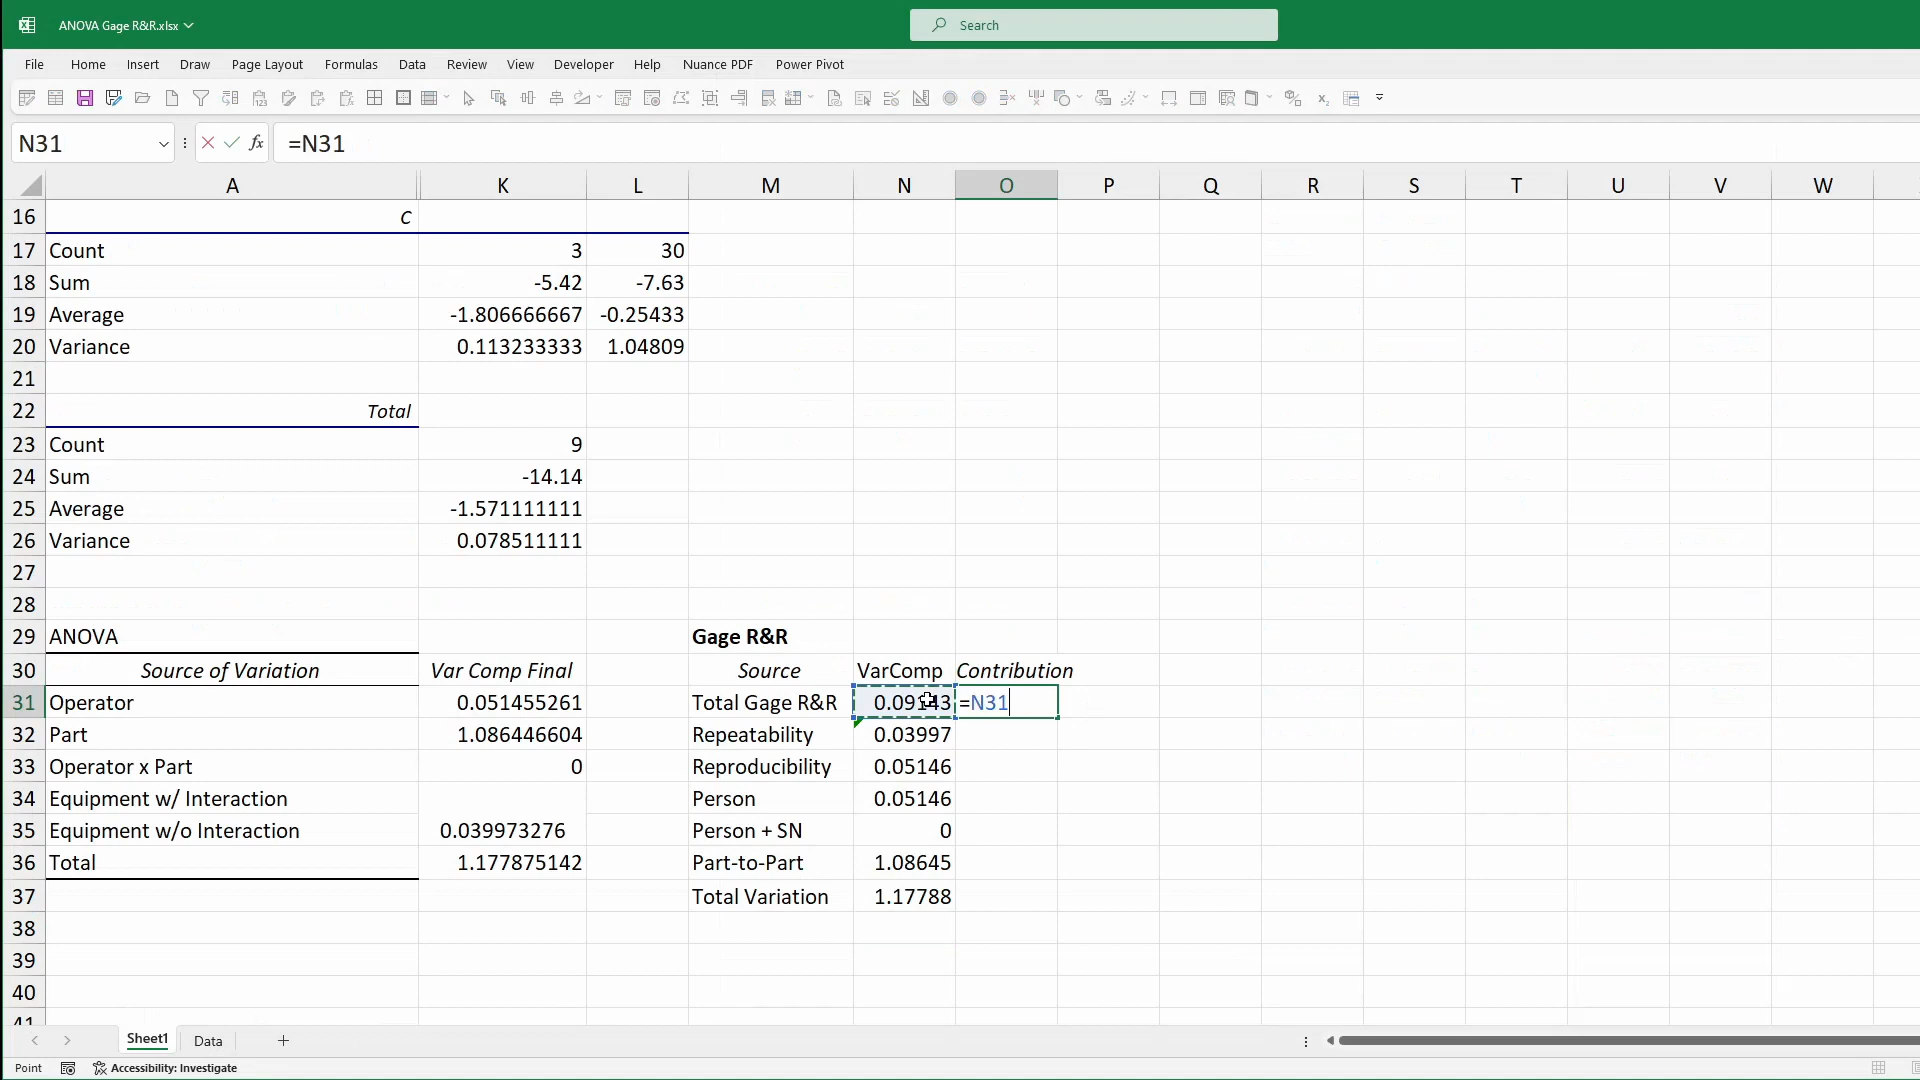 ANOVA Gage R&R.xlsx
Search
File Home Insert Draw Page Layout Formulas Data Review View Developer Help Nuance PDF Power Pivot
N31 fx =N31
A K L M N O P Q R S T U V W
16 C
17 Count 3 30
18 Sum -5.42 -7.63
19 Average -1.806666667 -0.25433
20 Variance 0.113233333 1.04809
21
22 Total
23 Count 9
24 Sum -14.14
25 Average -1.571111111
26 Variance 0.078511111
27
28
29 ANOVA Gage R&R
30 Source of Variation Var Comp Final Source VarComp Contribution
31 Operator 0.051455261 Total Gage R&R 0.09143 =N31
32 Part 1.086446604 Repeatability 0.03997
33 Operator x Part 0 Reproducibility 0.05146
34 Equipment w/ Interaction Person 0.05146
35 Equipment w/o Interaction 0.039973276 Person + SN 0
36 Total 1.177875142 Part-to-Part 1.08645
37 Total Variation 1.17788
38
39
40
41
Sheet1 Data
Point Accessibility: Investigate